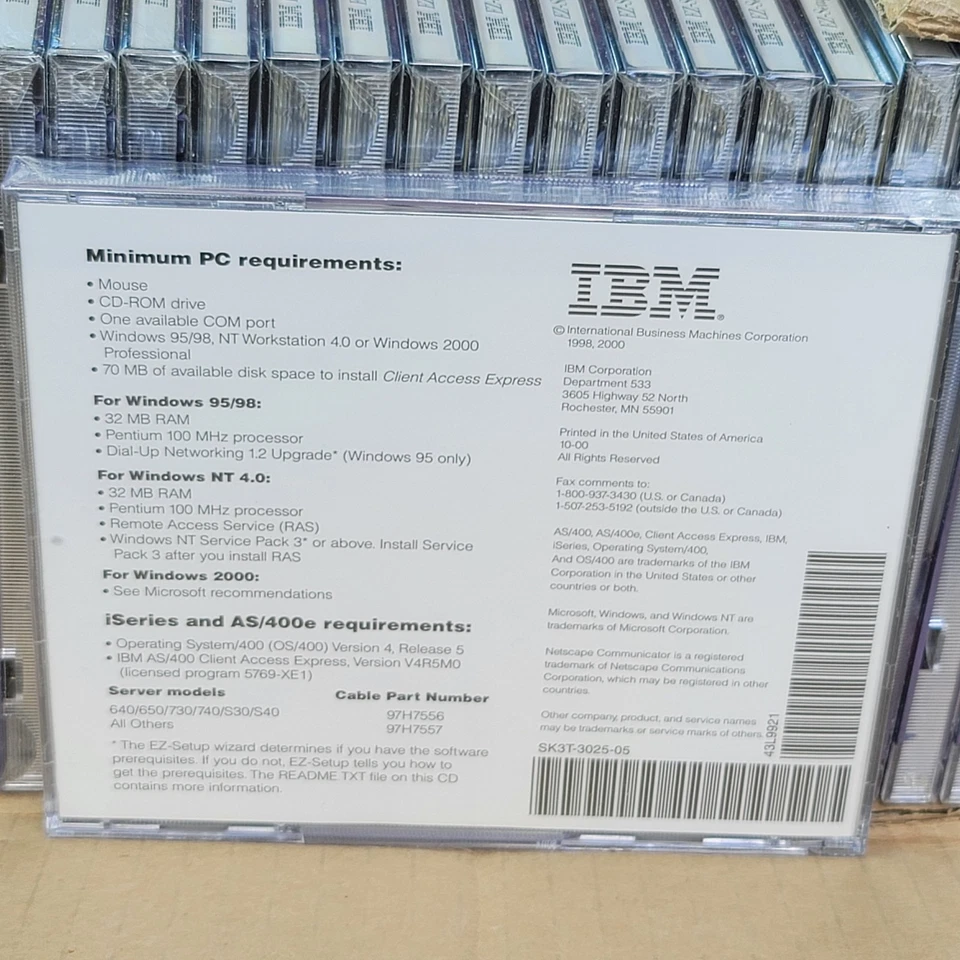 IBM
IBM
IBM
IBM
IBM
IBM
IBM
IBM
IBM
IBM
Minimum PC requirements:
• Mouse
• CD-ROM drive
• One available COM port
• Windows 95/98, NT Workstation 4.0 or Windows 2000
Professional
• 70 MB of available disk space to install Client Access Express
For Windows 95/98:
• 32 MB RAM
• Pentium 100 MHz processor
• Dial-Up Networking 1.2 Upgrade* (Windows 95 only)
For Windows NT 4.0:
• 32 MB RAM
• Pentium 100 MHz processor
• Remote Access Service (RAS)
• Windows NT Service Pack 3* or above. Install Service
Pack 3 after you install RAS
For Windows 2000:
• See Microsoft recommendations
iSeries and AS/400e requirements:
• Operating System/400 (OS/400) Version 4, Release 5
• IBM AS/400 Client Access Express, Version V4R5M0
(licensed program 5769-XE1)
Server models Cable Part Number
640/650/730/740/S30/S40 97H7556
All Others 97H7557
* The EZ-Setup wizard determines if you have the software
prerequisites. If you do not, EZ-Setup tells you how to
get the prerequisites. The README.TXT file on this CD
contains more information.
IBM®
© International Business Machines Corporation
1998, 2000
IBM Corporation
Department 533
3605 Highway 52 North
Rochester, MN 55901
Printed in the United States of America
10-00
All Rights Reserved
Fax comments to:
1-800-937-3430 (U.S. or Canada)
1-507-253-5192 (outside the U.S. or Canada)
AS/400, AS/400e, Client Access Express, IBM,
iSeries, Operating System/400,
And OS/400 are trademarks of the IBM
Corporation in the United States or other
countries or both.
Microsoft, Windows, and Windows NT are
trademarks of Microsoft Corporation.
Netscape Communicator is a registered
trademark of Netscape Communications
Corporation, which may be registered in other
countries.
Other company, product, and service names
may be trademarks or service marks of others.
43L9921
SK3T-3025-05